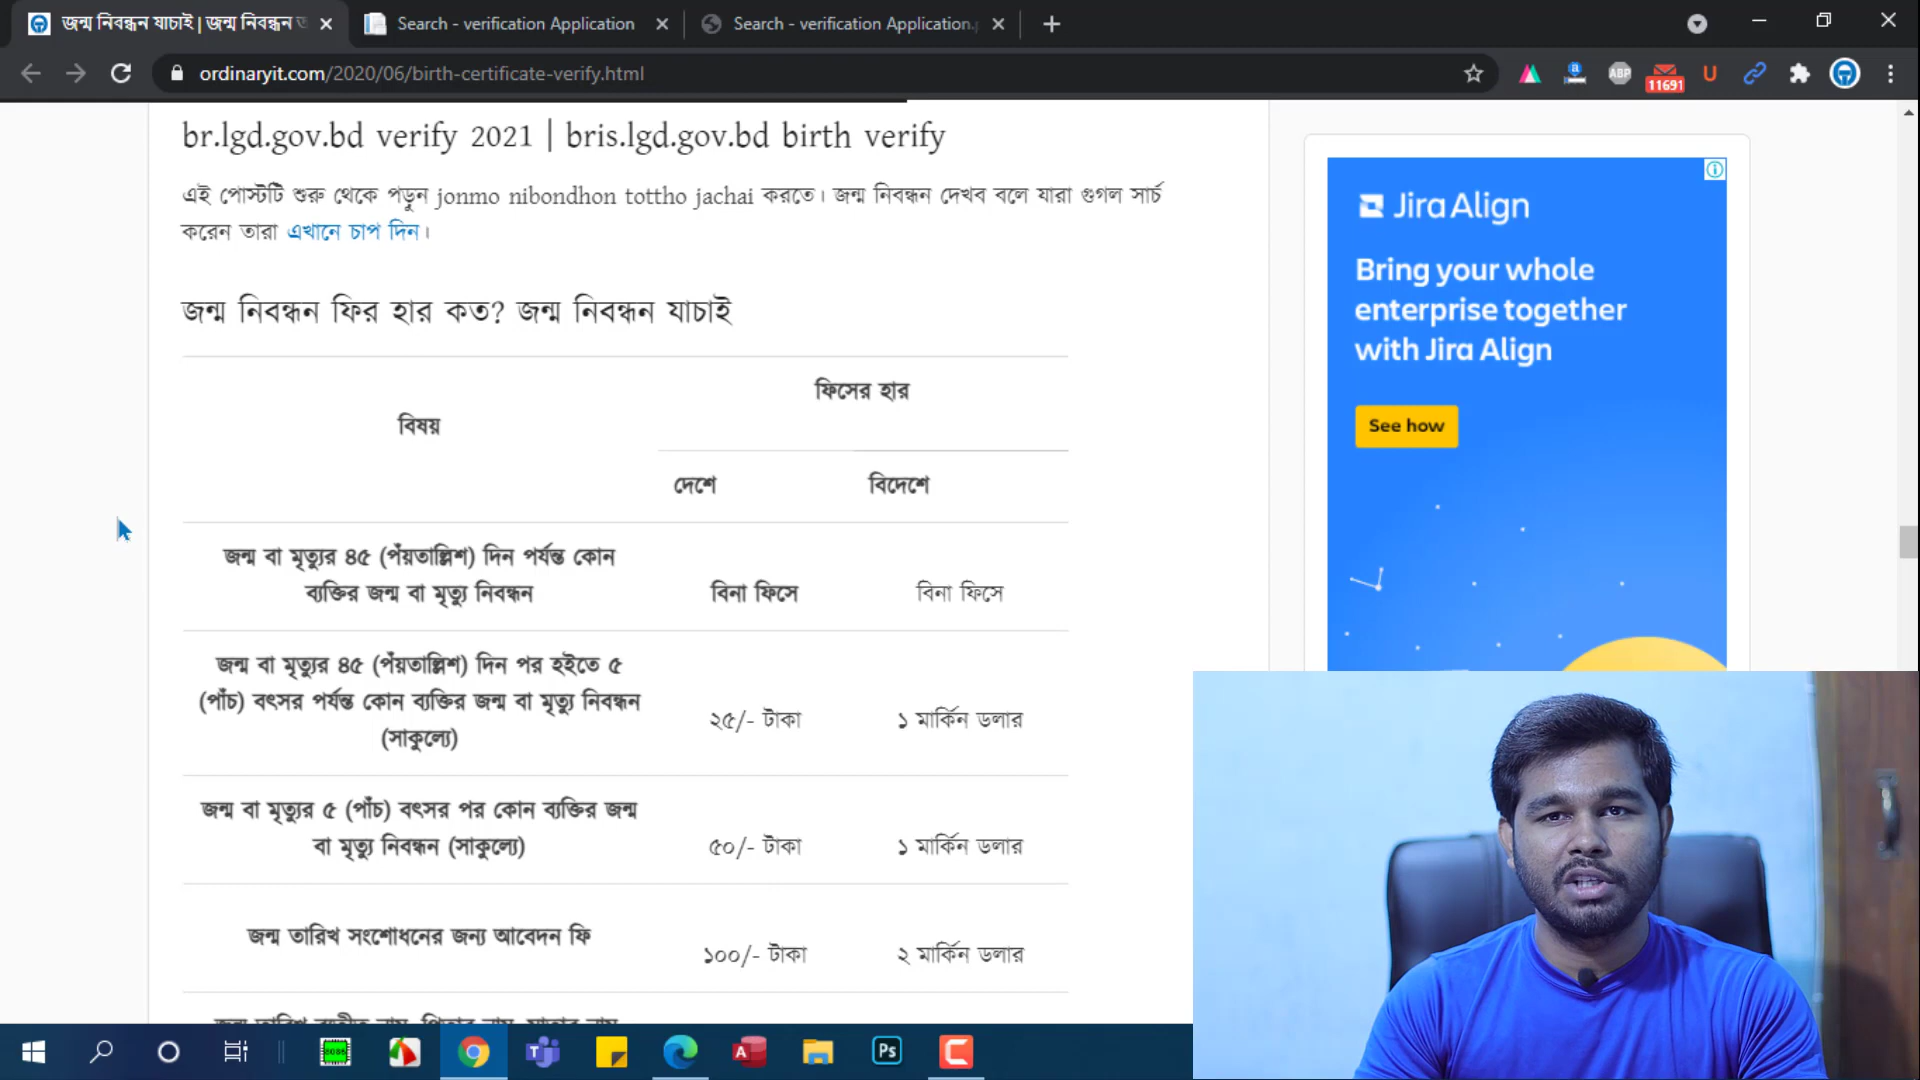 জন্ম নিবন্ধন যাচাই | জন্ম নিবন্ধন
Search - verification Application
Search - verification Application.
ordinaryit.com/2020/06/birth-certificate-verify.html
ABP
11691
U
br.lgd.gov.bd verify 2021 | bris.lgd.gov.bd birth verify
এই পোস্টটি শুরু থেকে পড়ুন jonmo nibondhon tottho jachai করতে। জন্ম নিবন্ধন দেখব বলে যারা গুগল সার্চ
করেন তারা এখানে চাপ দিন।
জন্ম নিবন্ধন ফির হার কত? জন্ম নিবন্ধন যাচাই
বিষয়
ফিসের হার
দেশে
বিদেশে
জন্ম বা মৃত্যুর ৪৫ (পঁয়তাল্লিশ) দিন পর্যন্ত কোন
ব্যক্তির জন্ম বা মৃত্যু নিবন্ধন
বিনা ফিসে
বিনা ফিসে
জন্ম বা মৃত্যুর ৪৫ (পঁয়তাল্লিশ) দিন পর হইতে ৫
(পাঁচ) বৎসর পর্যন্ত কোন ব্যক্তির জন্ম বা মৃত্যু নিবন্ধন
(সাকুল্যে)
২৫/- টাকা
১ মার্কিন ডলার
জন্ম বা মৃত্যুর ৫ (পাঁচ) বৎসর পর কোন ব্যক্তির জন্ম
বা মৃত্যু নিবন্ধন (সাকুল্যে)
৫০/- টাকা
১ মার্কিন ডলার
জন্ম তারিখ সংশোধনের জন্য আবেদন ফি
১০০/- টাকা
২ মার্কিন ডলার
Jira Align
Bring your whole
enterprise together
with Jira Align
See how
8086
Ps